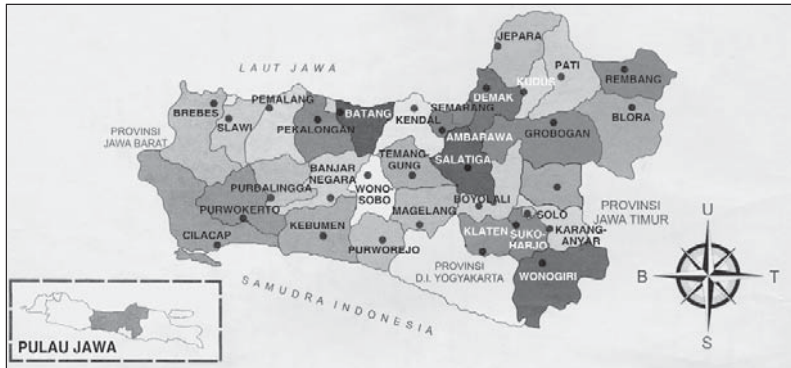 JEPARA
LAUT JAWA
PATI
KUDUS
REMBANG
PEMALANG
DEMAK
BREBES
BATANG
SEMARANG
BLORA
SLAWI
PEKALONGAN
KENDAL
GROBOGAN
PROVINSI
JAWA BARAT
AMBARAWA
TEMANG-
GUNG
SALATIGA
BANJAR
NEGARA
PURBALINGGA
WONO-
SOBO
BOYOLALI
PROVINSI
JAWA TIMUR
PURWOKERTO
MAGELANG
SOLO
KEBUMEN
KLATEN
SUKO-
HARJO
KARANG-
ANYAR
CILACAP
PURWOREJO
PROVINSI
D.I. YOGYAKARTA
WONOGIRI
SAMUDRA INDONESIA
U
B
T
S
PULAU JAWA